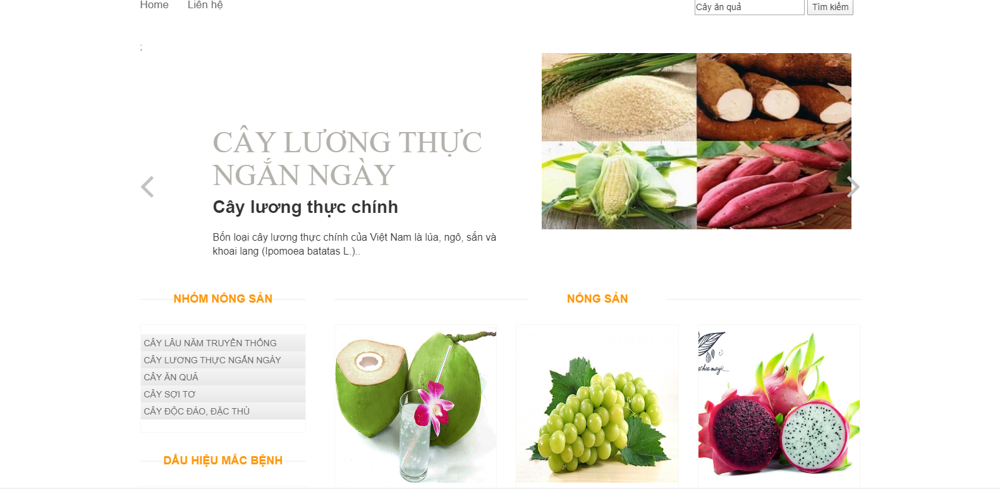 Home Liên hệ
Cây ăn quả Tìm kiếm
;
CÂY LƯƠNG THỰC
NGẮN NGÀY
Cây lương thực chính
Bốn loại cây lương thực chính của Việt Nam là lúa, ngô, sắn và
khoai lang (Ipomoea batatas L.)..
NHÓM NÔNG SẢN
CÂY LÂU NĂM TRUYỀN THỐNG
CÂY LƯƠNG THỰC NGẮN NGÀY
CÂY ĂN QUẢ
CÂY SỢI TƠ
CÂY ĐỘC ĐÁO, ĐẶC THÙ
DẤU HIỆU MẮC BỆNH
NÔNG SẢN